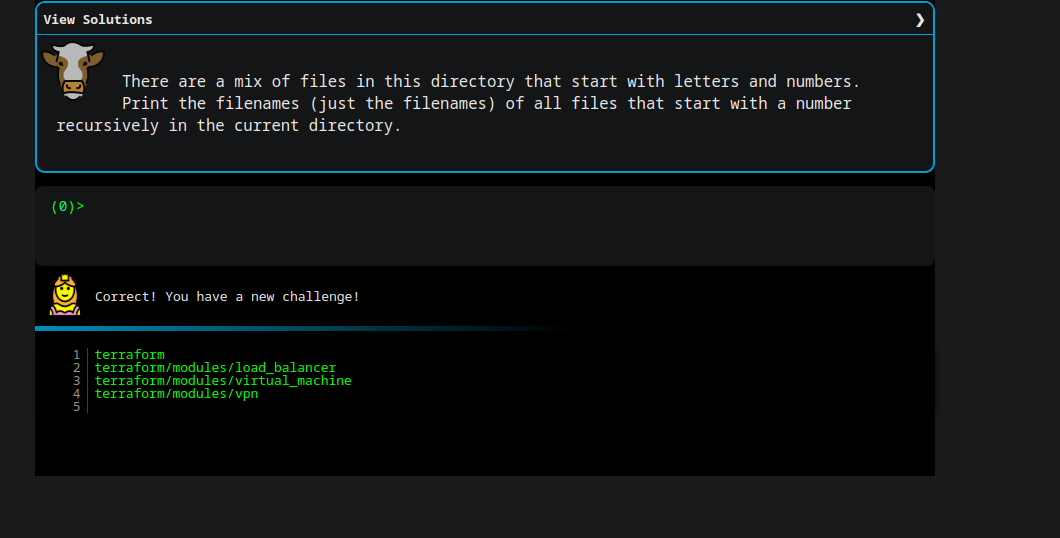 View Solutions ❯
There are a mix of files in this directory that start with letters and numbers.
Print the filenames (just the filenames) of all files that start with a number
recursively in the current directory.
(0)>
Correct! You have a new challenge!
1 terraform
2 terraform/modules/load_balancer
3 terraform/modules/virtual_machine
4 terraform/modules/vpn
5